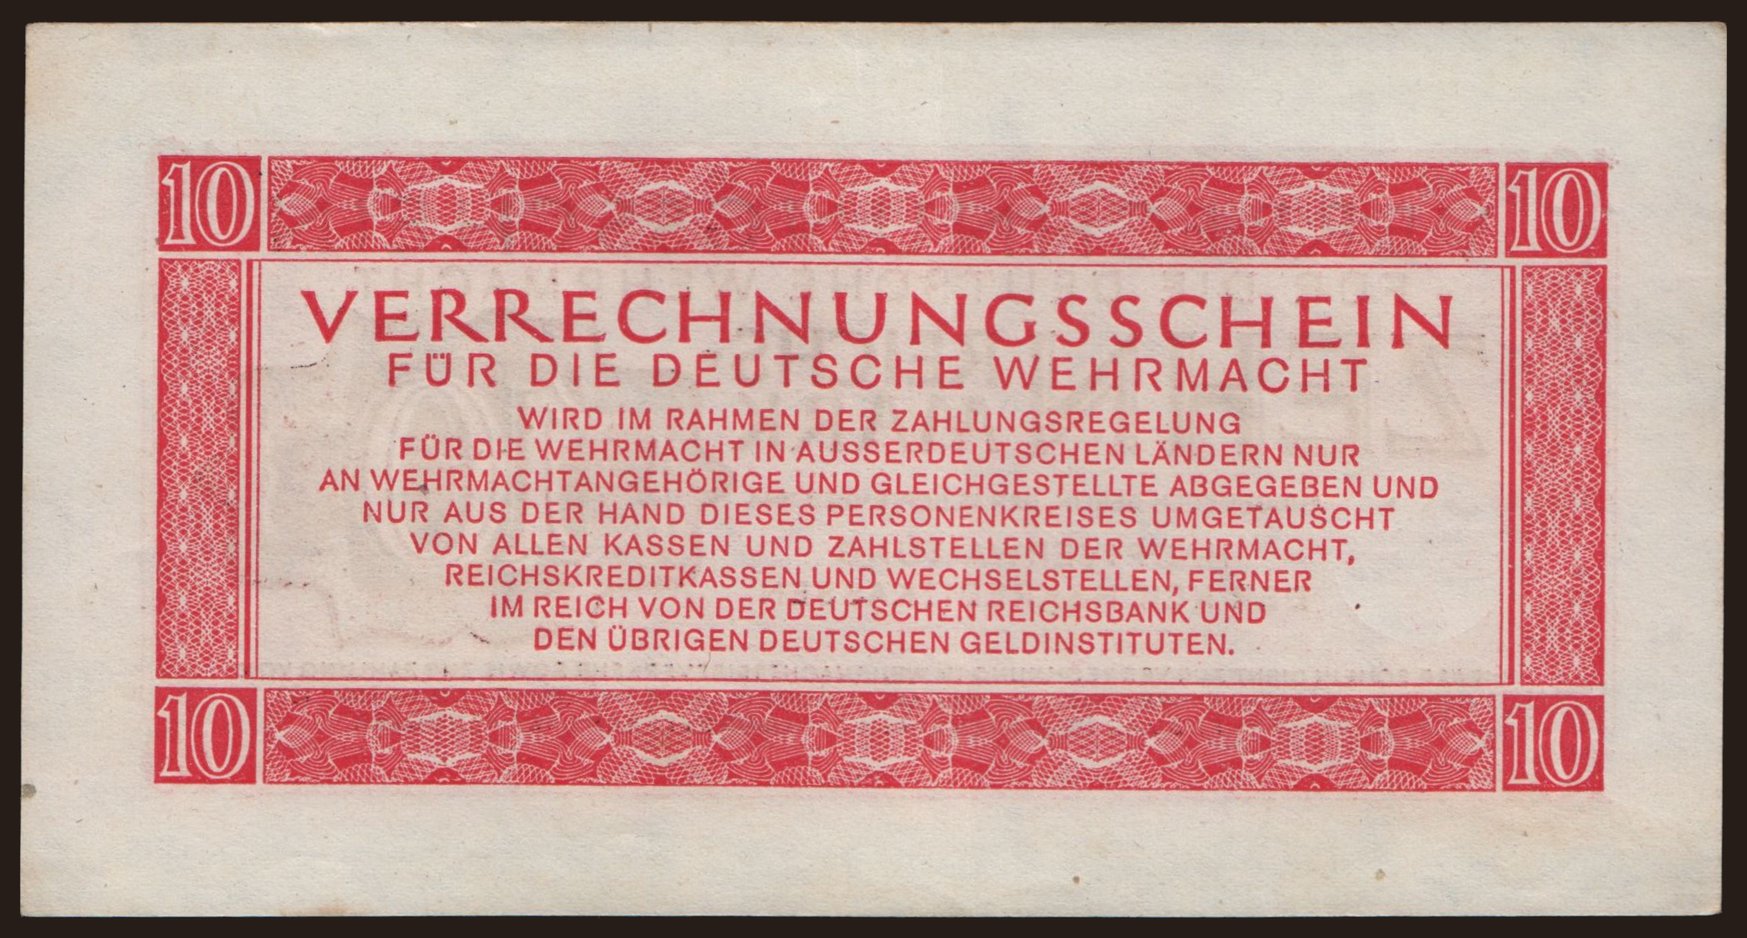 10 10
VERRECHNUNGSSCHEIN
FÜR DIE DEUTSCHE WEHRMACHT
WIRD IM RAHMEN DER ZAHLUNGSREGELUNG
FÜR DIE WEHRMACHT IN AUSSERDEUTSCHEN LÄNDERN NUR
AN WEHRMACHTANGEHÖRIGE UND GLEICHGESTELLTE ABGEGEBEN UND
NUR AUS DER HAND DIESES PERSONENKREISES UMGETAUSCHT
VON ALLEN KASSEN UND ZAHLSTELLEN DER WEHRMACHT,
REICHSKREDITKASSEN UND WECHSELSTELLEN, FERNER
IM REICH VON DER DEUTSCHEN REICHSBANK UND
DEN ÜBRIGEN DEUTSCHEN GELDINSTITUTEN.
10 10